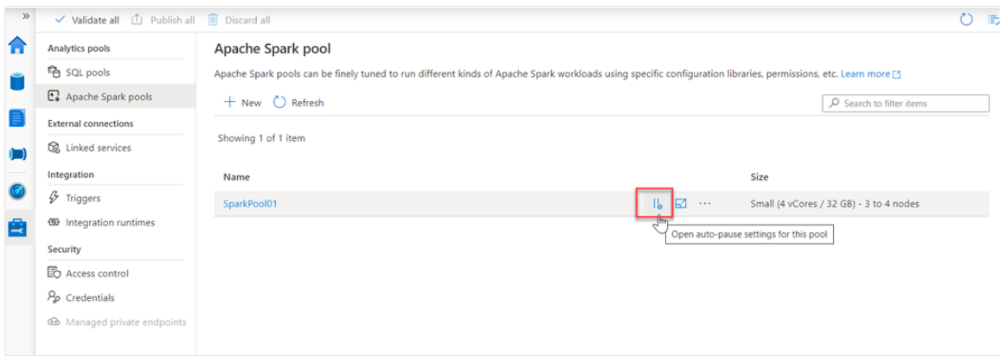 »
Validate all Publish all Discard all
Analytics pools
SQL pools
Apache Spark pools
External connections
Linked services
Integration
Triggers
Integration runtimes
Security
Access control
Credentials
Managed private endpoints
Apache Spark pool
Apache Spark pools can be finely tuned to run different kinds of Apache Spark workloads using specific configuration libraries, permissions, etc. Learn more
+ New Refresh
Search to filter items
Showing 1 of 1 item
Name Size
SparkPool01 ··· Small (4 vCores / 32 GB) - 3 to 4 nodes
Open auto-pause settings for this pool